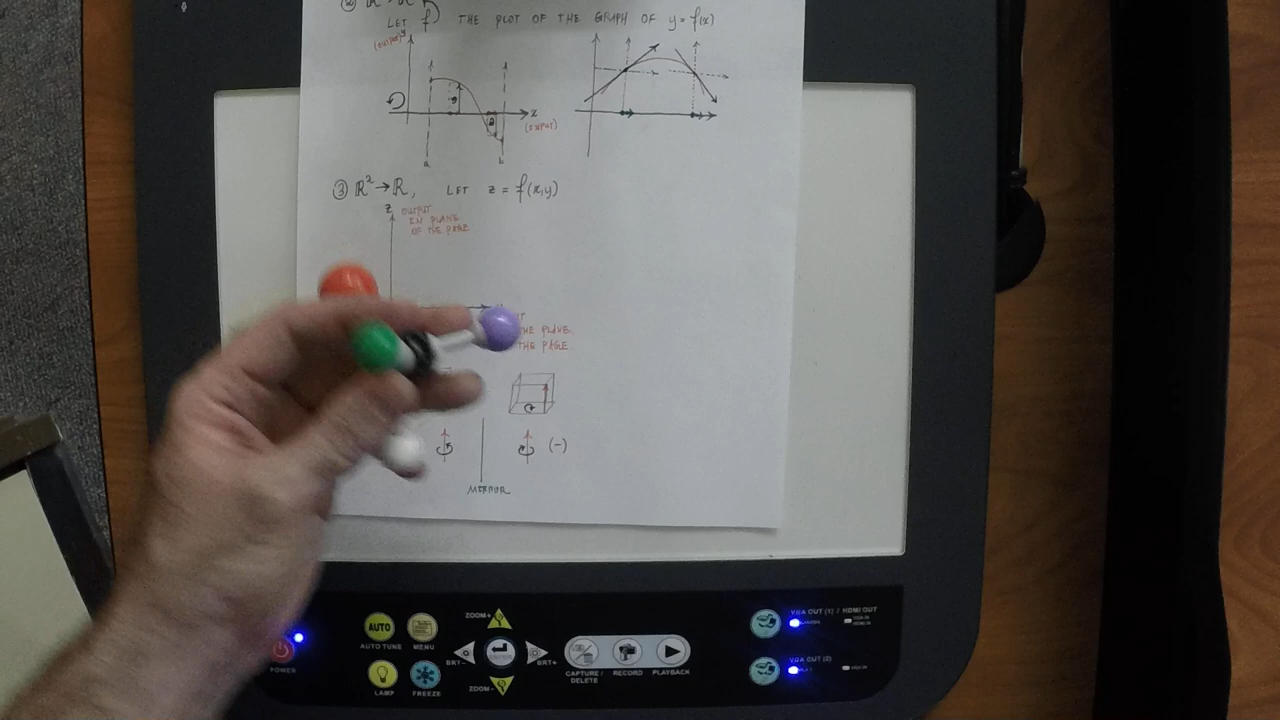 LET f THE PLOT OF THE GRAPH OF y = f(x)
(OUTPUT) y
x
(INPUT)
a b
③ ℝ² → ℝ, LET z = f(x,y)
z OUTPUT
IN PLANE
OF THE PAGE
THE PLANE
THE PAGE
(-)
MIRROR
ZOOM+
AUTO
AUTO TUNE
MENU
BRT-
BRT+
CAPTURE /
DELETE
RECORD
PLAYBACK
VGA OUT (1) / HDMI OUT
POWER
LAMP
FREEZE
ZOOM-
VGA OUT (2)